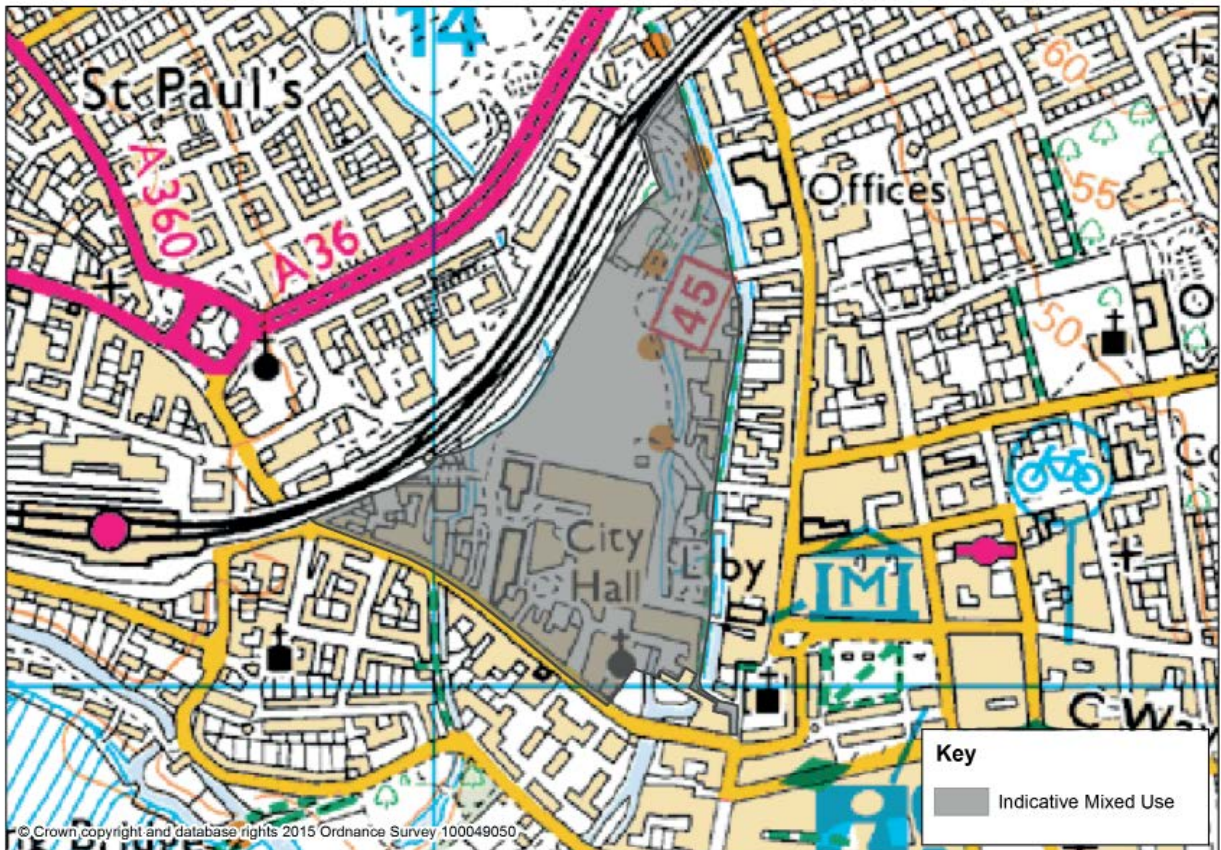 14
St Paul's
60
A 360
Offices
55
A 36
45
50
O
City
Hall
L by
M
C Wa
Key
Indicative Mixed Use
© Crown copyright and database rights 2015 Ordnance Survey 100049050